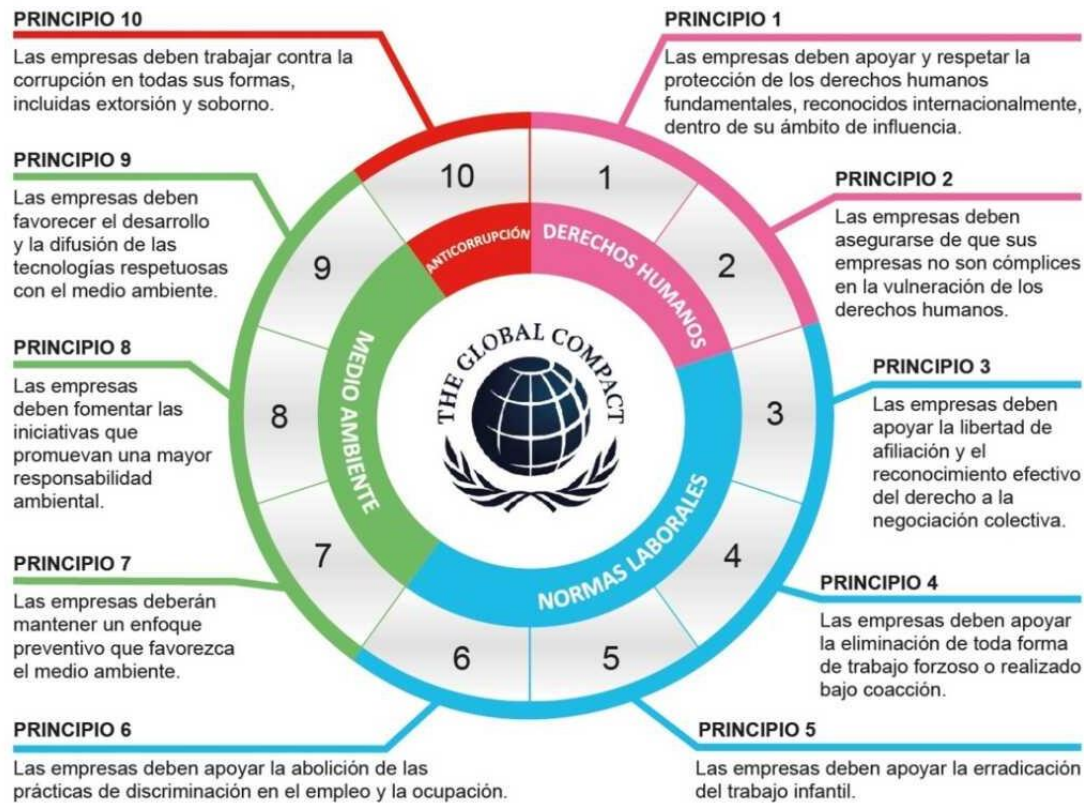 PRINCIPIO 10
Las empresas deben trabajar contra la
corrupción en todas sus formas,
incluidas extorsión y soborno.
PRINCIPIO 1
Las empresas deben apoyar y respetar la
protección de los derechos humanos
fundamentales, reconocidos internacionalmente,
dentro de su ámbito de influencia.
PRINCIPIO 9
Las empresas deben
favorecer el desarrollo
y la difusión de las
tecnologías respetuosas
con el medio ambiente.
PRINCIPIO 2
Las empresas deben
asegurarse de que sus
empresas no son cómplices
en la vulneración de los
derechos humanos.
PRINCIPIO 8
Las empresas
deben fomentar las
iniciativas que
promuevan una mayor
responsabilidad
ambiental.
PRINCIPIO 3
Las empresas deben
apoyar la libertad de
afiliación y el
reconocimiento efectivo
del derecho a la
negociación colectiva.
PRINCIPIO 7
Las empresas deberán
mantener un enfoque
preventivo que favorezca
el medio ambiente.
PRINCIPIO 4
Las empresas deben apoyar
la eliminación de toda forma
de trabajo forzoso o realizado
bajo coacción.
PRINCIPIO 6
Las empresas deben apoyar la abolición de las
prácticas de discriminación en el empleo y la ocupación.
PRINCIPIO 5
Las empresas deben apoyar la erradicación
del trabajo infantil.
10
1
2
3
4
5
6
7
8
9
ANTICORRUPCIÓN
DERECHOS HUMANOS
NORMAS LABORALES
MEDIO AMBIENTE
THE GLOBAL COMPACT